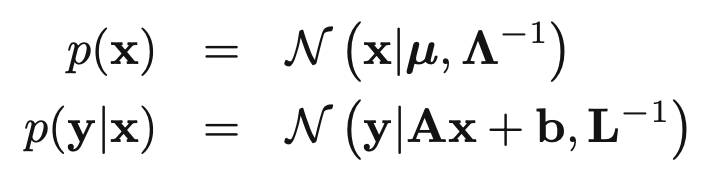 p(𝐱) = 𝒩(𝐱|𝛍, 𝚲⁻¹)
p(𝐲|𝐱) = 𝒩(𝐲|𝐀𝐱 + 𝐛, 𝐋⁻¹)